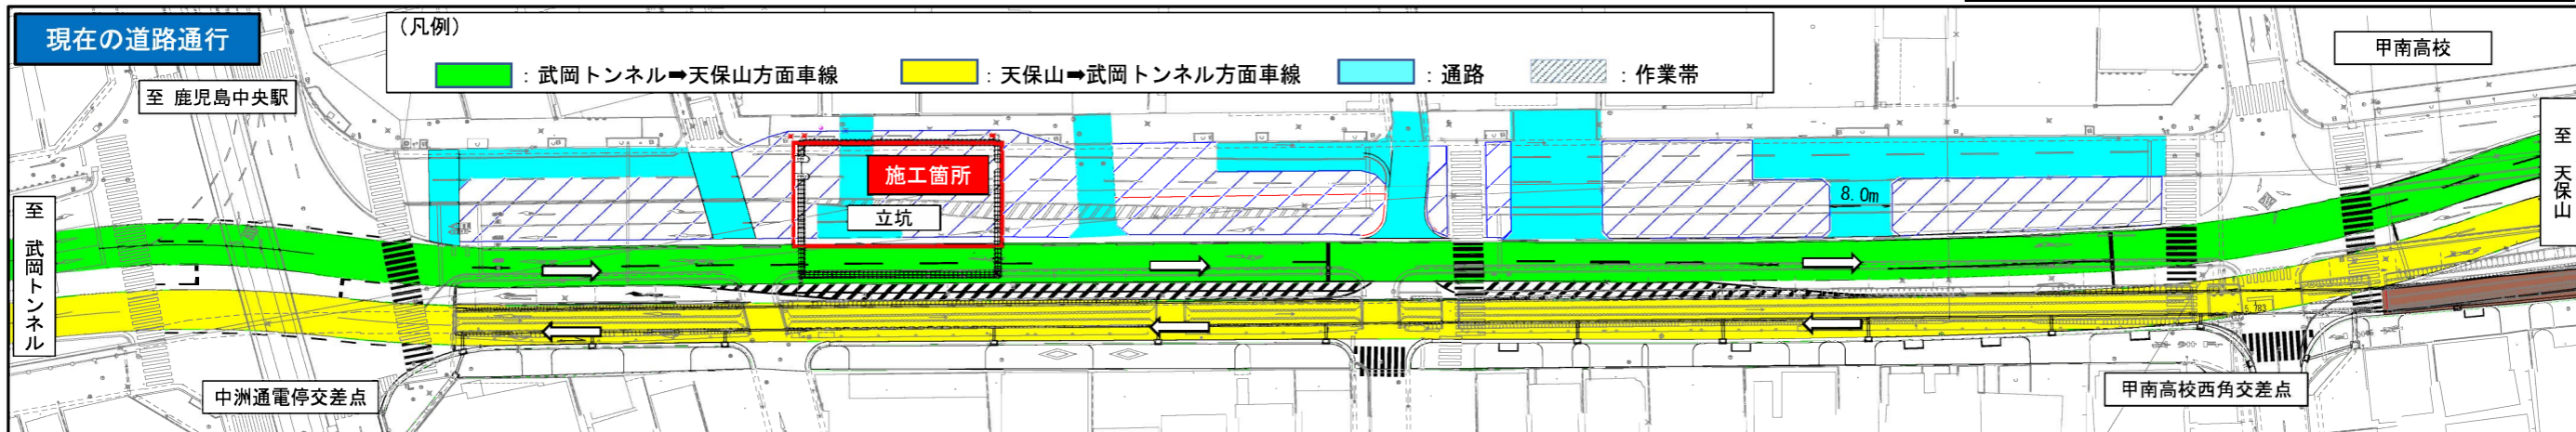 現在の道路通行
(凡例)
：武岡トンネル➡天保山方面車線
：天保山➡武岡トンネル方面車線
：通路
：作業帯
甲南高校
至 鹿児島中央駅
至 天保山
施工箇所
立坑
8.0m
至 武岡トンネル
5.783
中洲通電停交差点
甲南高校西角交差点